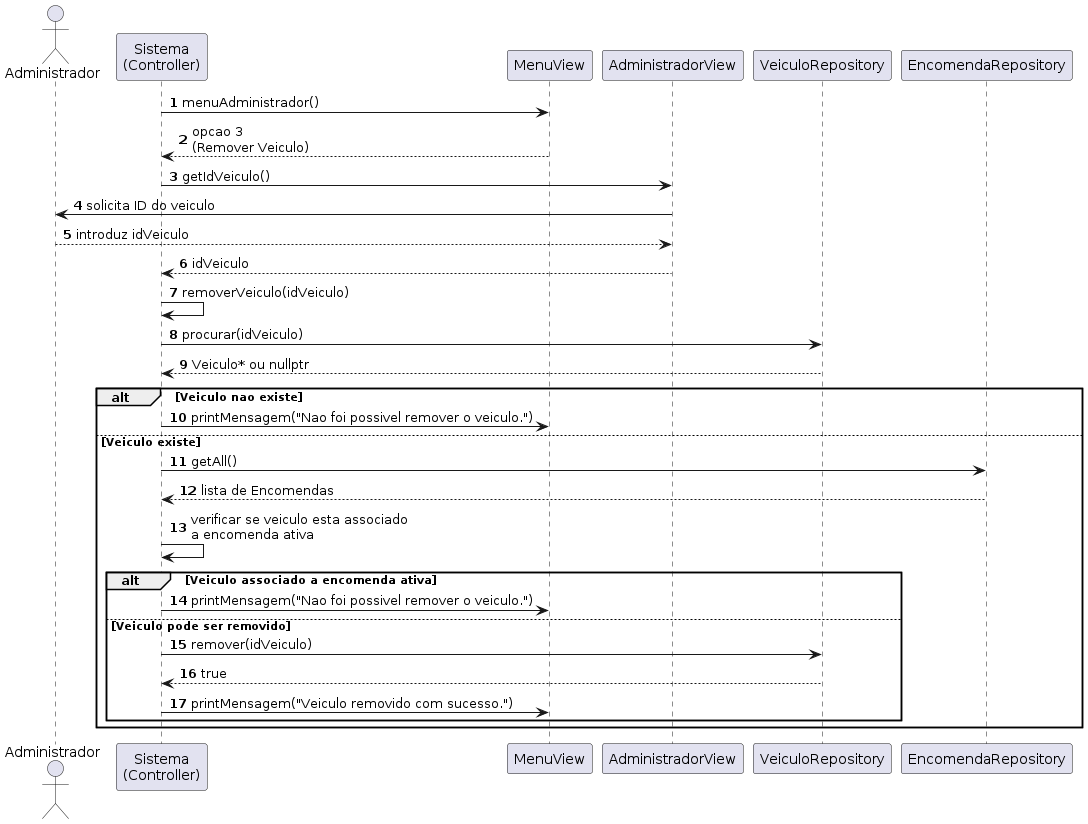 Administrador
Sistema
(Controller)
MenuView
AdministradorView
VeiculoRepository
EncomendaRepository
1 menuAdministrador()
2 opcao 3
(Remover Veiculo)
3 getIdVeiculo()
4 solicita ID do veiculo
5 introduz idVeiculo
6 idVeiculo
7 removerVeiculo(idVeiculo)
8 procurar(idVeiculo)
9 Veiculo* ou nullptr
alt [Veiculo nao existe]
10 printMensagem("Nao foi possivel remover o veiculo.")
[Veiculo existe]
11 getAll()
12 lista de Encomendas
13 verificar se veiculo esta associado
a encomenda ativa
alt [Veiculo associado a encomenda ativa]
14 printMensagem("Nao foi possivel remover o veiculo.")
[Veiculo pode ser removido]
15 remover(idVeiculo)
16 true
17 printMensagem("Veiculo removido com sucesso.")
Administrador
Sistema
(Controller)
MenuView
AdministradorView
VeiculoRepository
EncomendaRepository